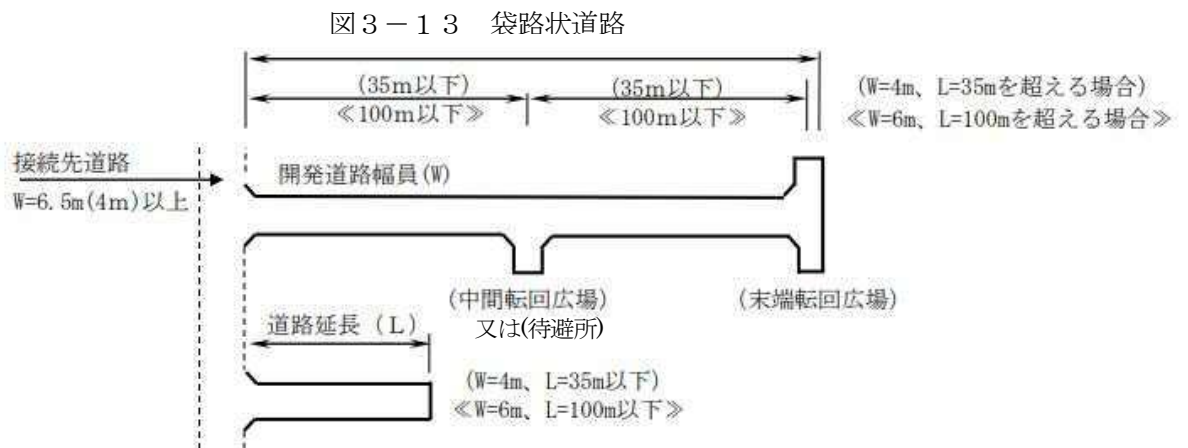 図3-13 袋路状道路
(35m以下)
≪100m以下≫
(35m以下)
≪100m以下≫
(W=4m、L=35mを超える場合)
≪W=6m、L=100mを超える場合≫
接続先道路
W=6.5m(4m)以上
開発道路幅員(W)
(中間転回広場)
又は(待避所)
(末端転回広場)
道路延長(L)
(W=4m、L=35m以下)
≪W=6m、L=100m以下≫